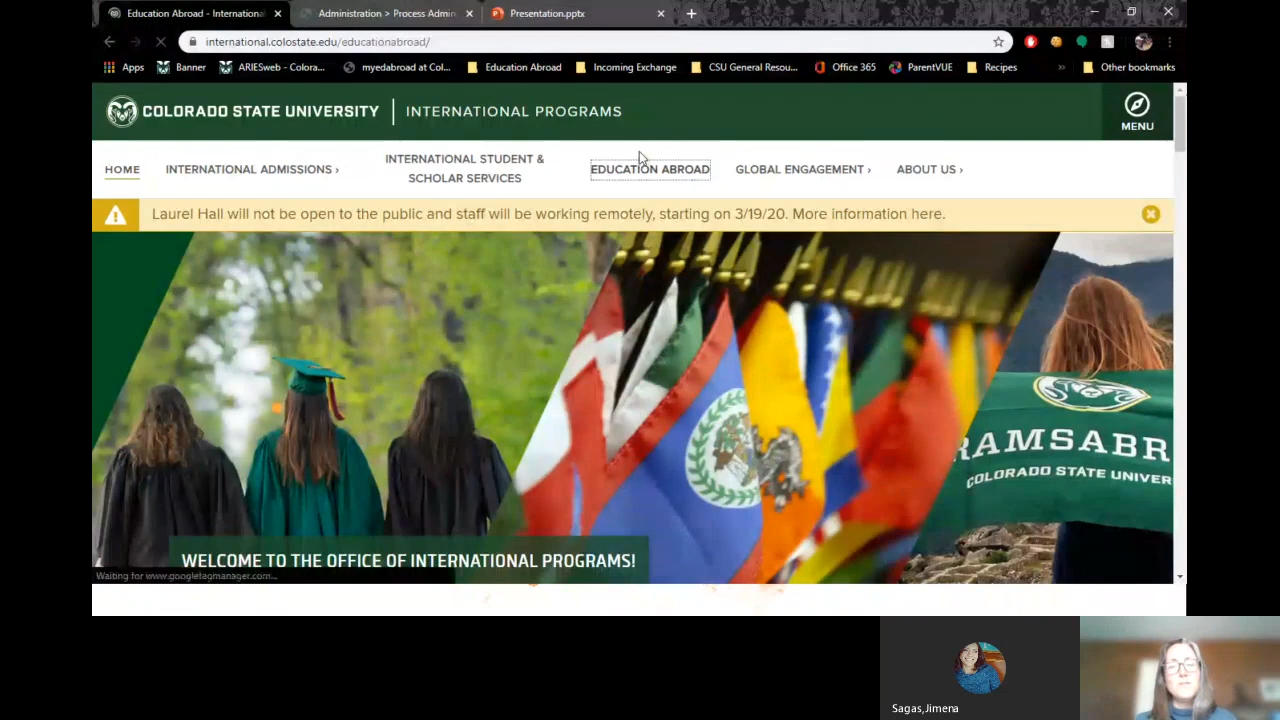 Education Abroad - International
Administration > Process Admin
Presentation.pptx
international.colostate.edu/educationabroad/
Apps
Banner
ARIESweb - Colora...
myedabroad at Col...
Education Abroad
Incoming Exchange
CSU General Resou...
Office 365
ParentVUE
Recipes
»
Other bookmarks
COLORADO STATE UNIVERSITY
INTERNATIONAL PROGRAMS
MENU
HOME
INTERNATIONAL ADMISSIONS ›
INTERNATIONAL STUDENT &
SCHOLAR SERVICES
EDUCATION ABROAD
GLOBAL ENGAGEMENT ›
ABOUT US ›
Laurel Hall will not be open to the public and staff will be working remotely, starting on 3/19/20. More information here.
RAMSABR
COLORADO STATE UNIVER
WELCOME TO THE OFFICE OF INTERNATIONAL PROGRAMS!
Waiting for www.googletagmanager.com...
Sagas,Jimena